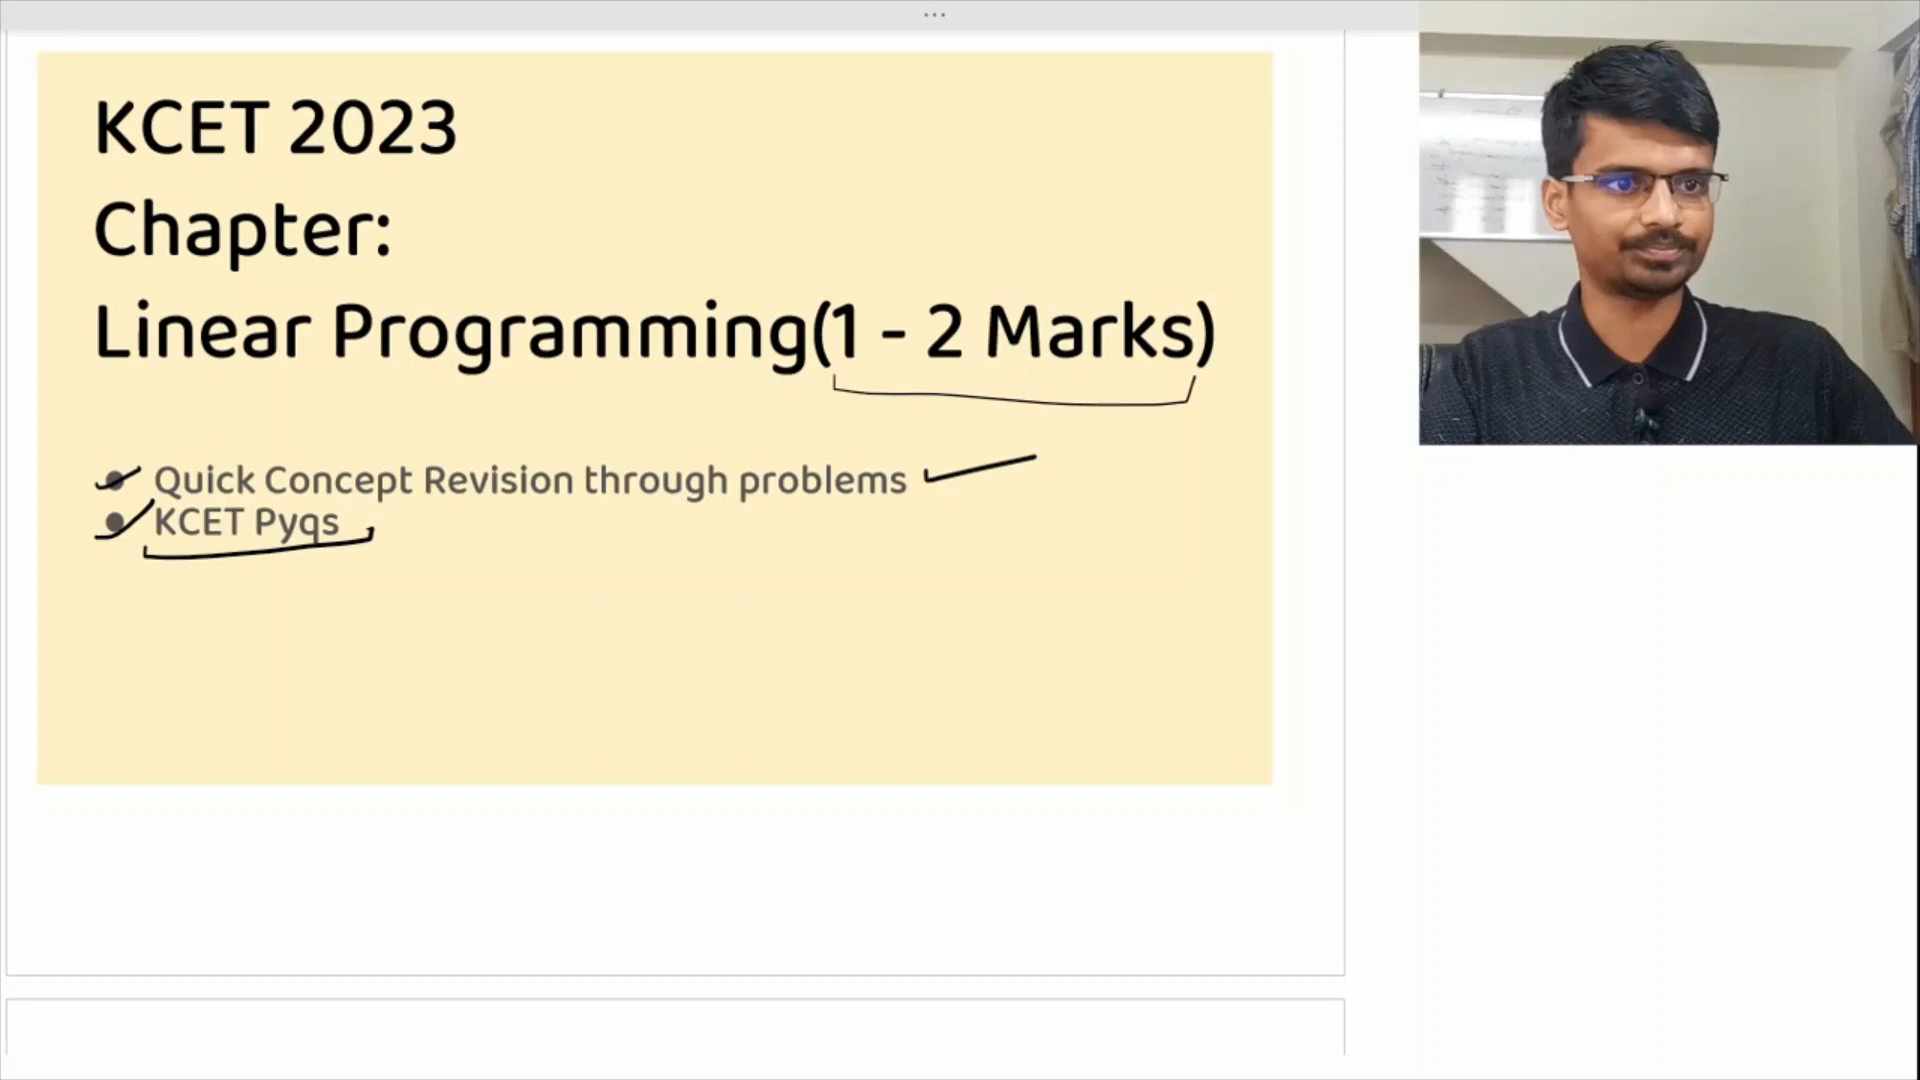 KCET 2023
Chapter:
Linear Programming(1 - 2 Marks)
Quick Concept Revision through problems
KCET Pyqs